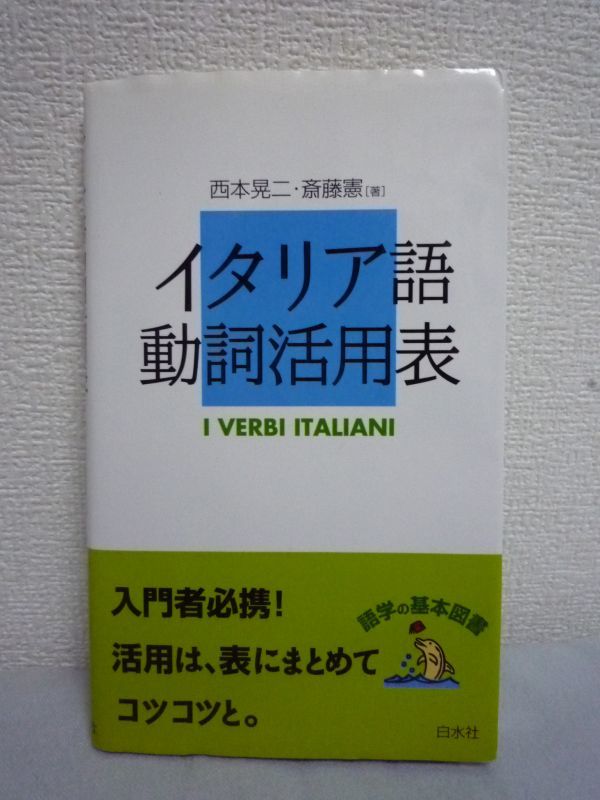 西本晃二・斎藤憲[著]
イタリア語
動詞活用表
I VERBI ITALIANI
入門者必携!
活用は、表にまとめて
コツコツと。
語学の基本図書
白水社